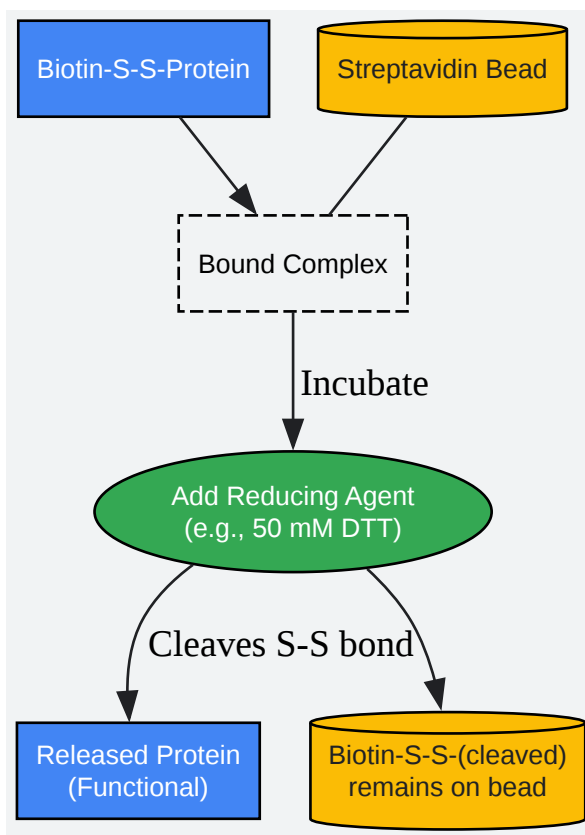 Biotin-S-S-Protein
Streptavidin Bead
Bound Complex
Incubate
Add Reducing Agent
(e.g., 50 mM DTT)
Cleaves S-S bond
Released Protein
(Functional)
Biotin-S-S-(cleaved)
remains on bead